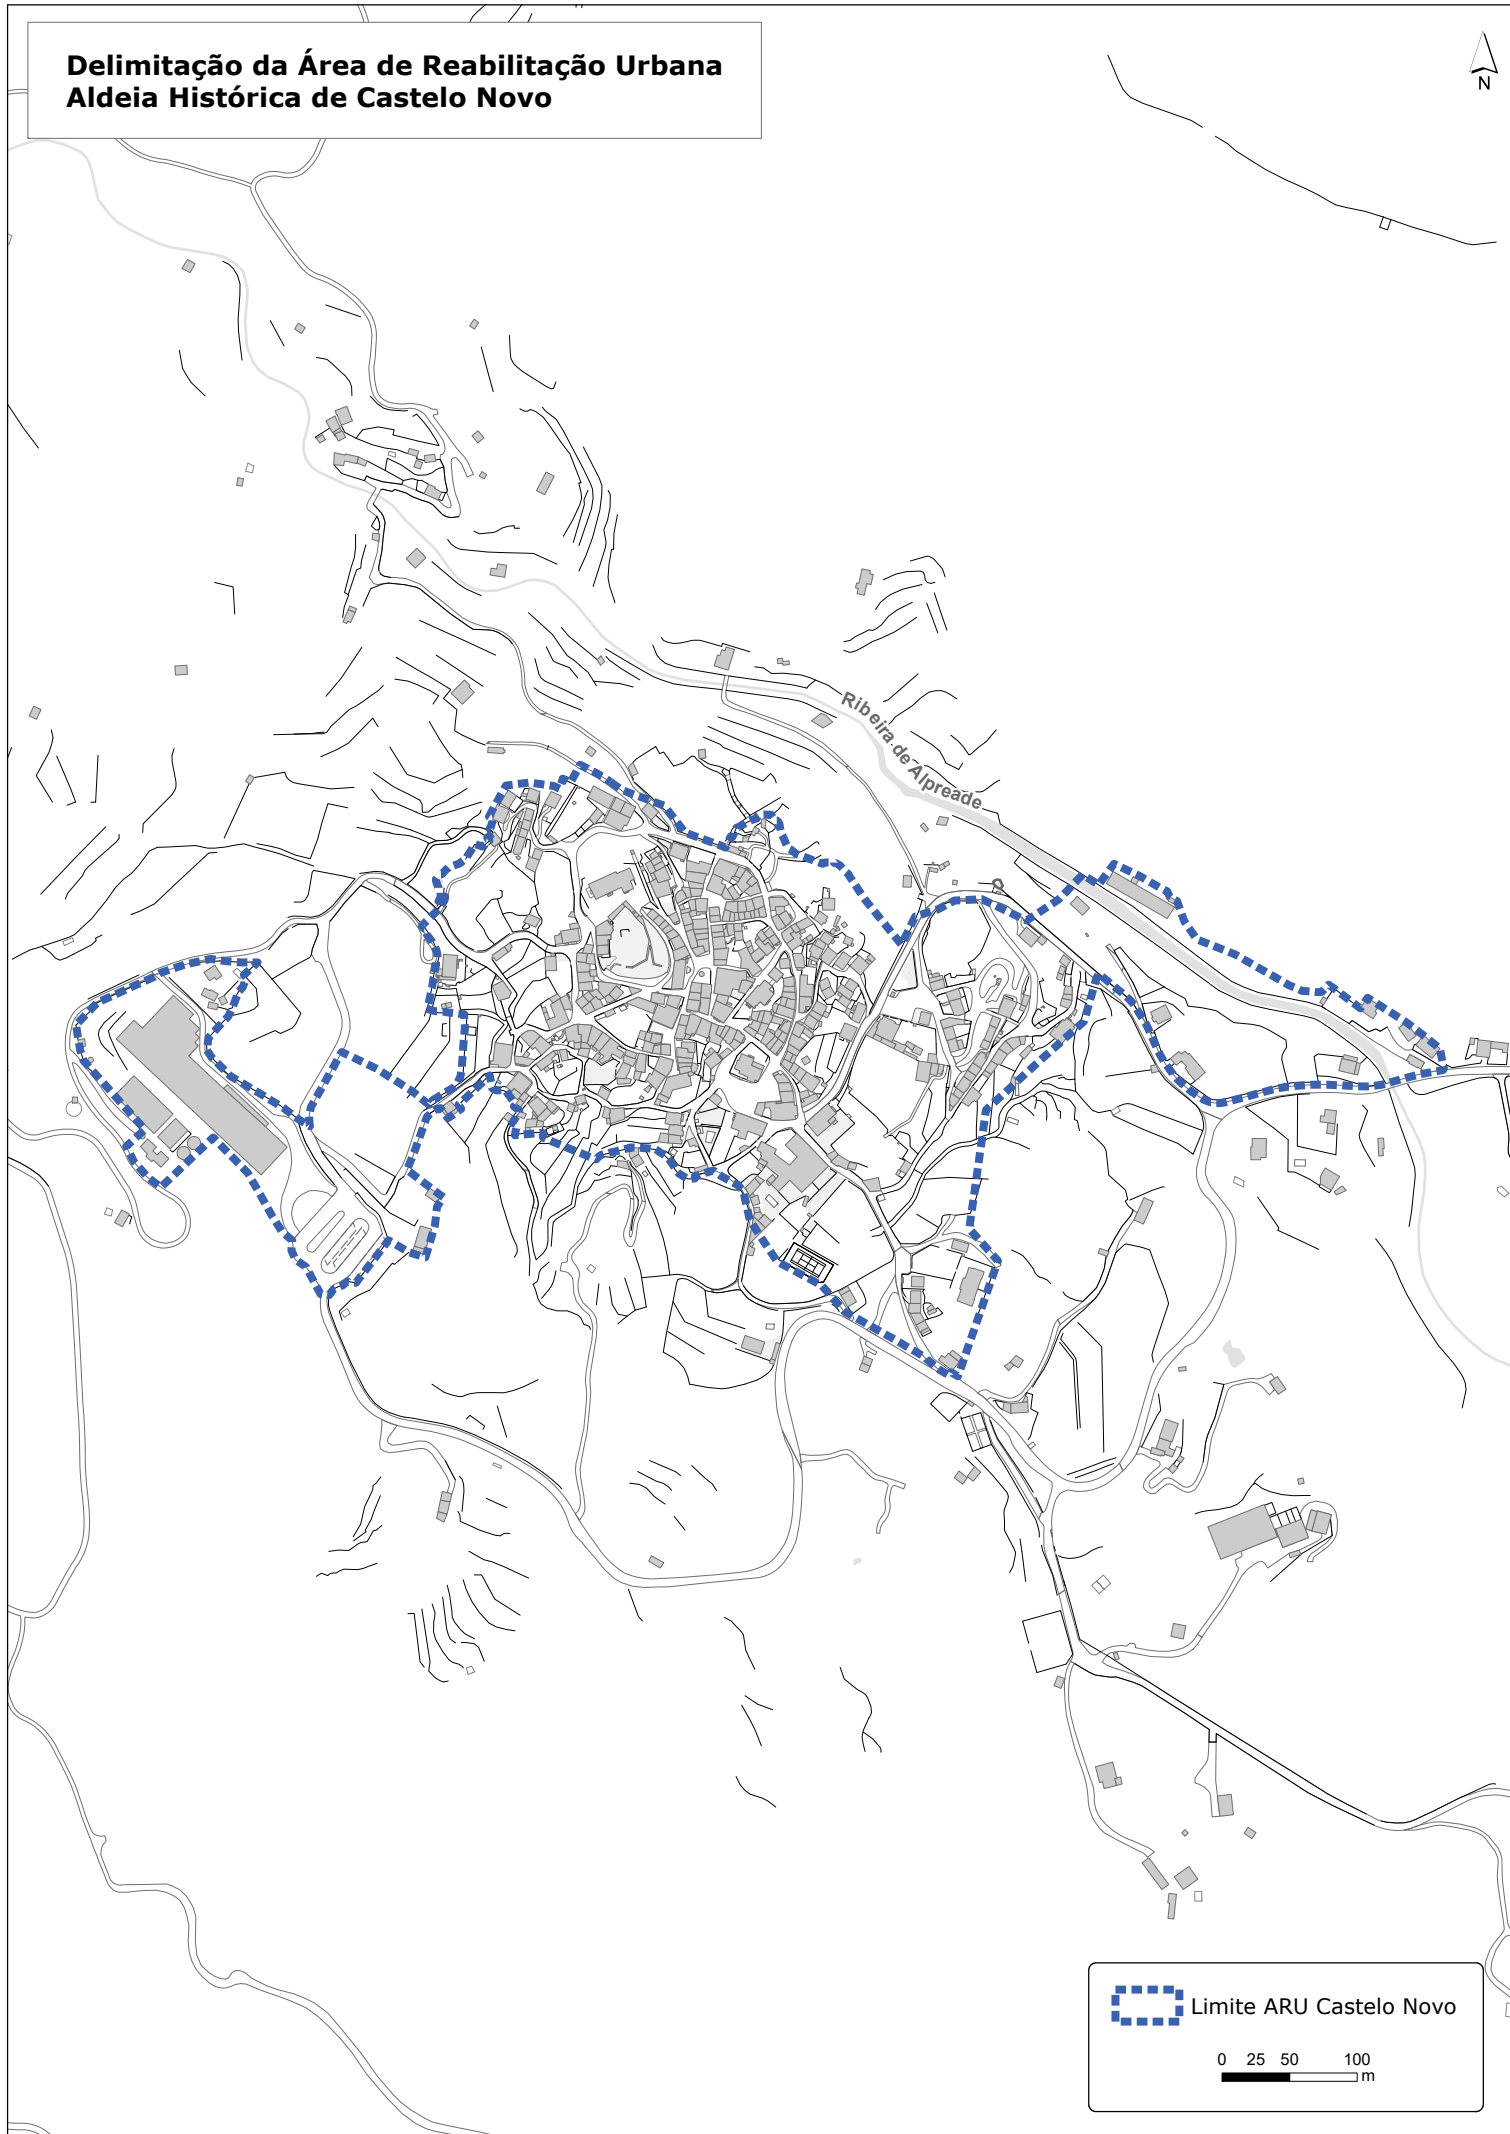 Delimitação da Área de Reabilitação Urbana
Aldeia Histórica de Castelo Novo
N
Ribeira de Alpreade
Limite ARU Castelo Novo
0 25 50 100
m